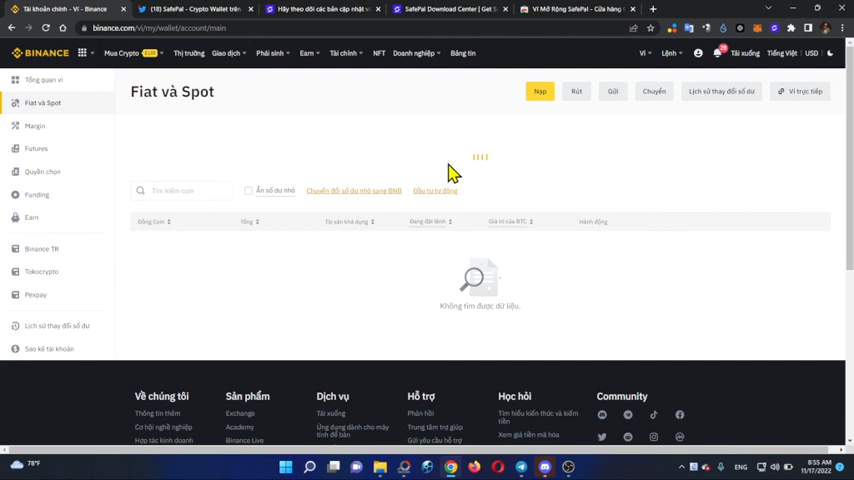 Tài khoản chính - Ví - Binance
(18) SafePal - Crypto Wallet trên
Hãy theo dõi các bản cập nhật v
SafePal Download Center | Get S
Ví Mở Rộng SafePal - Cửa hàng C
binance.com/vi/my/wallet/account/main
BINANCE
Mua Crypto
EUR
Thị trường
Giao dịch
Phái sinh
Earn
Tài chính
NFT
Doanh nghiệp
Bảng tin
Ví
Lệnh
28
Tải xuống
Tiếng Việt
USD
Tổng quan ví
Fiat và Spot
Margin
Futures
Quyền chọn
Funding
Earn
Binance TR
Tokocrypto
Pexpay
Lịch sử thay đổi số dư
Sao kê tài khoản
Fiat và Spot
Nạp
Rút
Gửi
Chuyển
Lịch sử thay đổi số dư
Ví trực tiếp
Tìm kiếm coin
Ẩn số dư nhỏ
Chuyển đổi số dư nhỏ sang BNB
Đầu tư tự động
Đồng Coin
Tổng
Tài sản khả dụng
Đang đặt lệnh
Giá trị của BTC
Hành động
Không tìm được dữ liệu.
Về chúng tôi
Thông tin thêm
Cơ hội nghề nghiệp
Hợp tác kinh doanh
Sản phẩm
Exchange
Academy
Binance Live
Dịch vụ
Tải xuống
Ứng dụng dành cho máy
tính để bàn
Hỗ trợ
Phản hồi
Trung tâm trợ giúp
Gửi yêu cầu hỗ trợ
Học hỏi
Tìm hiểu kiến thức và kiếm
tiền
Xem giá tiền mã hóa
Community
78°F
ENG
8:55 AM
11/17/2022